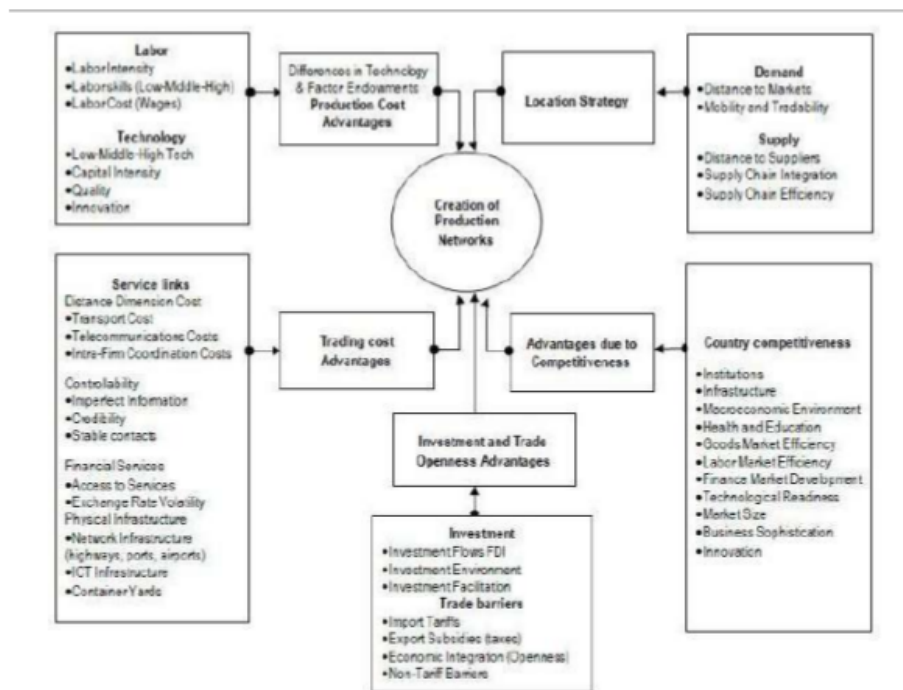 Labor
•Labor Intensity
•Laborskills (Low-Middle-High)
•Labor Cost (Wages)
Technology
•Low-Middle-High Tech
•Capital Intensity
•Quality
•Innovation
Differences in Technology
& Factor Endowments
Production Cost
Advantages
Location Strategy
Demand
•Distance to Markets
•Mobility and Tradability
Supply
•Distance to Suppliers
•Supply Chain Integration
•Supply Chain Efficiency
Creation of
Production
Networks
Service links
Distance Dimension Cost
•Transport Cost
•Telecommunications Costs
•Intra-Firm Coordination Costs
Controllability
•Imperfect Information
•Credibility
•Stable contacts
Financial Services
•Access to Services
•Exchange Rate Volatility
Physical Infrastructure
•Network Infrastructure
(highways, ports, airports)
•ICT Infrastructure
•Container Yards
Trading cost
Advantages
Advantages due to
Competitiveness
Country competitiveness
•Institutions
•Infrastructure
•Macroeconomic Environment
•Health and Education
•Goods Market Efficiency
•Labor Market Efficiency
•Finance Market Development
•Technological Readiness
•Market Size
•Business Sophistication
•Innovation
Investment and Trade
Openness Advantages
Investment
•Investment Flows FDI
•Investment Environment
•Investment Facilitation
Trade barriers
•Import Tariffs
•Export Subsidies (taxes)
•Economic Integration (Openness)
•Non-Tariff Barriers